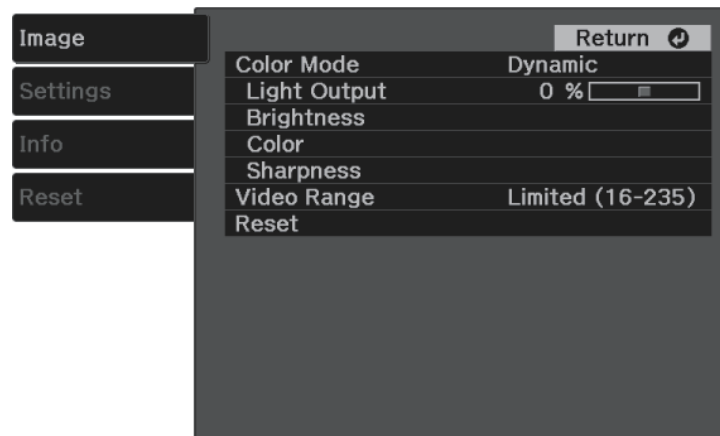 Image
Settings
Info
Reset
Return
Color Mode Dynamic
Light Output 0 %
Brightness
Color
Sharpness
Video Range Limited (16-235)
Reset